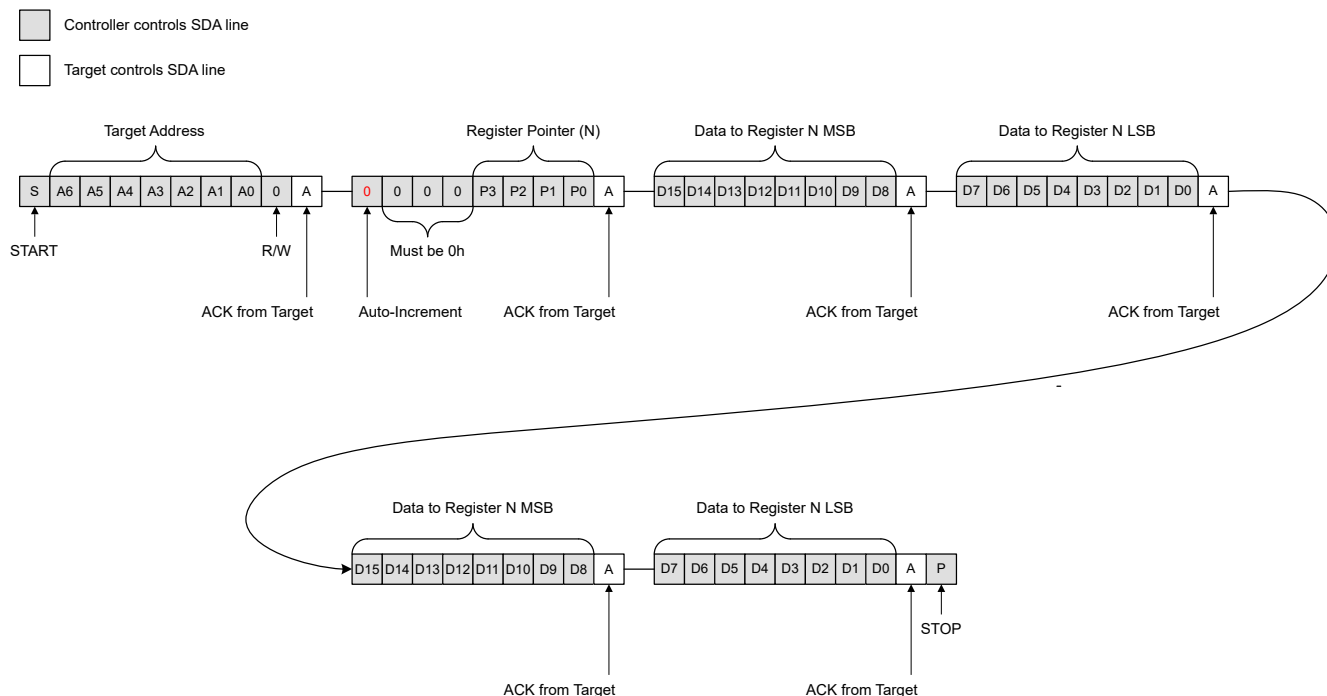 Controller controls SDA line
Target controls SDA line
Target Address
Register Pointer (N)
Data to Register N MSB
Data to Register N LSB
S A6 A5 A4 A3 A2 A1 A0 0 A
0 0 0 0 P3 P2 P1 P0 A
D15 D14 D13 D12 D11 D10 D9 D8 A
D7 D6 D5 D4 D3 D2 D1 D0 A
START
R/W
Must be 0h
ACK from Target
Auto-Increment
ACK from Target
ACK from Target
ACK from Target
Data to Register N MSB
Data to Register N LSB
D15 D14 D13 D12 D11 D10 D9 D8 A
D7 D6 D5 D4 D3 D2 D1 D0 A P
STOP
ACK from Target
ACK from Target